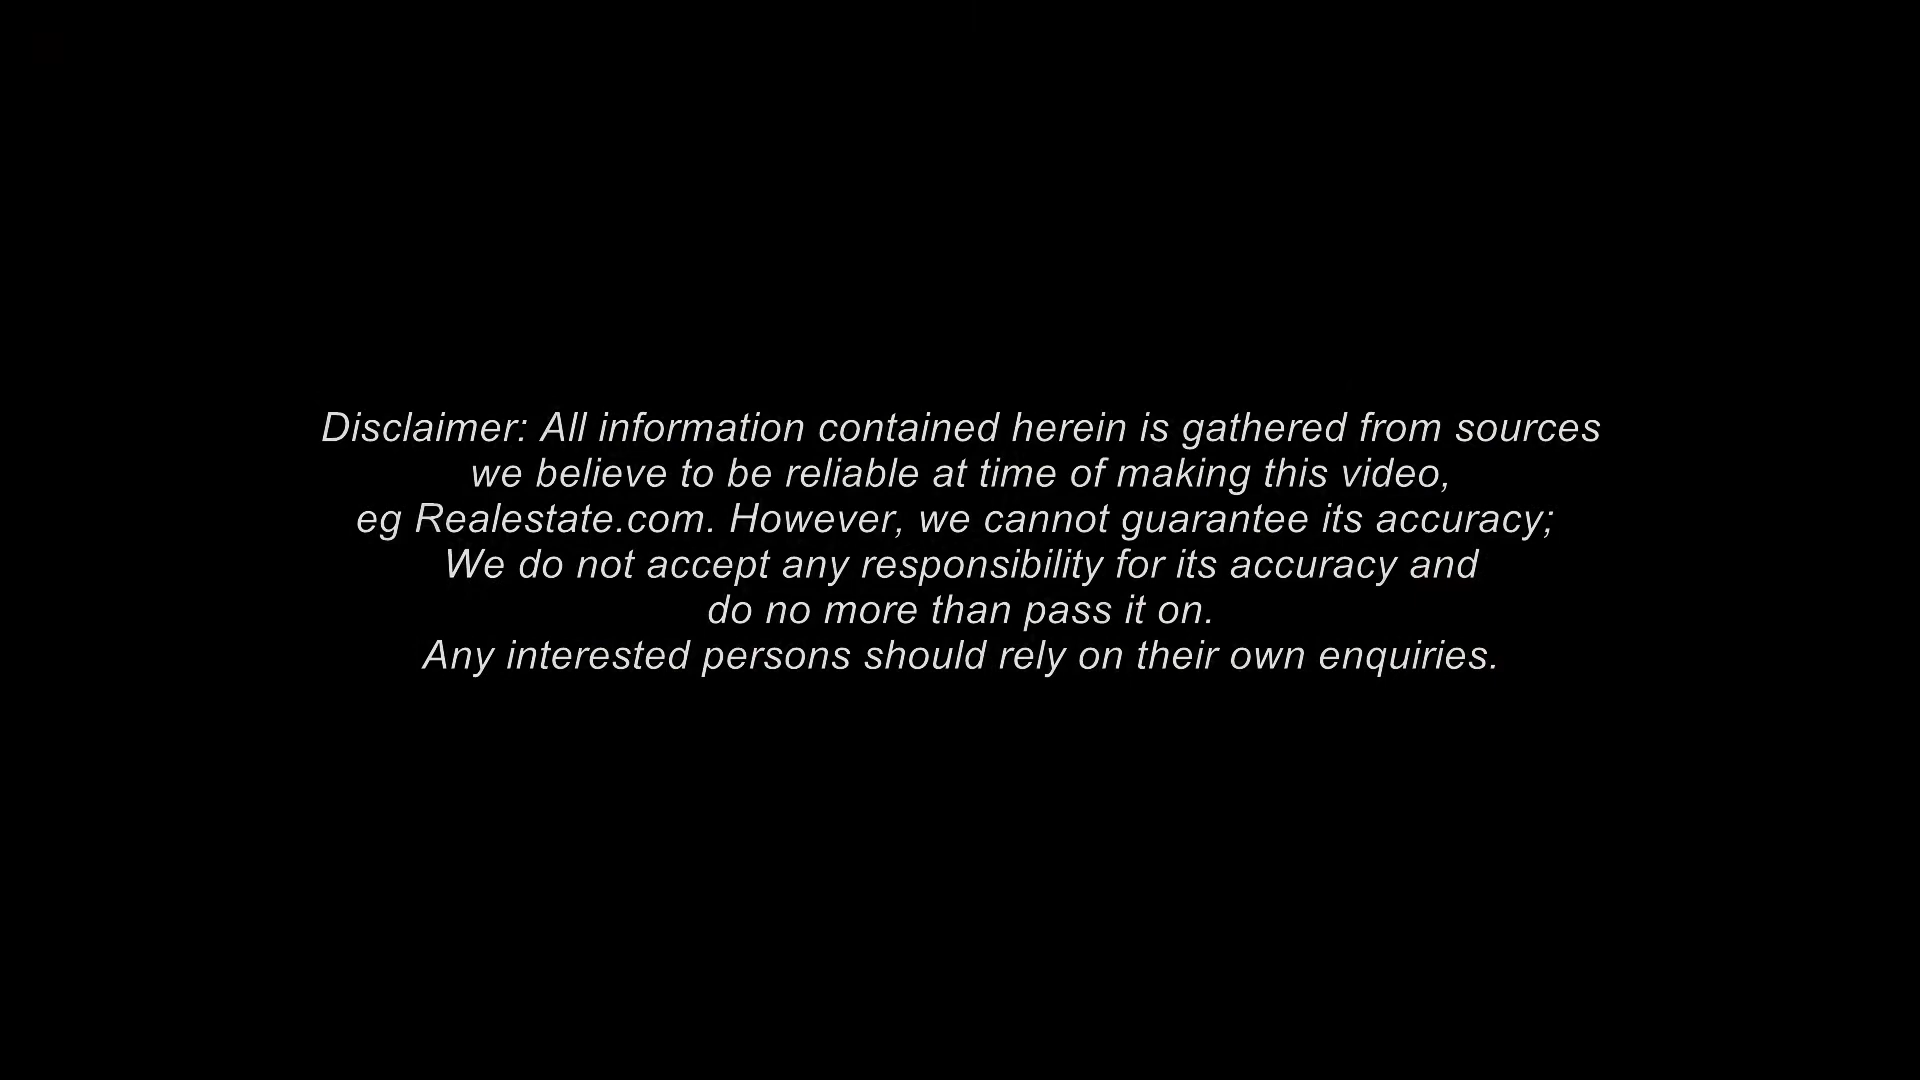 Disclaimer: All information contained herein is gathered from sources
we believe to be reliable at time of making this video,
eg Realestate.com. However, we cannot guarantee its accuracy;
We do not accept any responsibility for its accuracy and
do no more than pass it on.
Any interested persons should rely on their own enquiries.